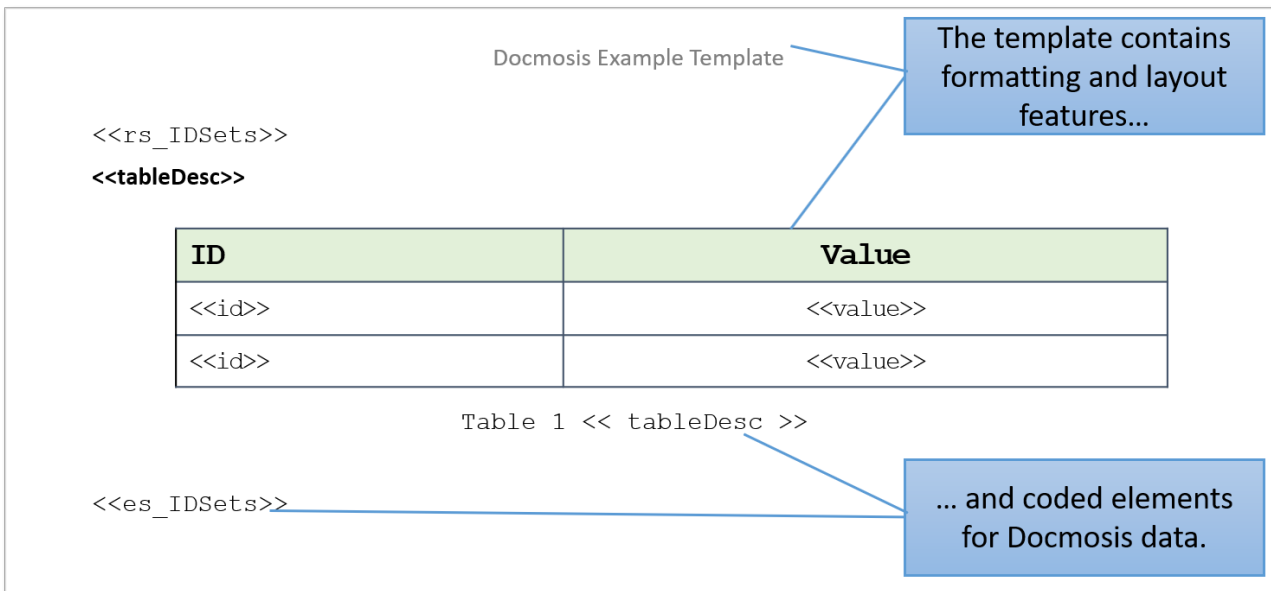 Docmosis Example Template
The template contains
formatting and layout
features...
<<rs_IDSets>>
<<tableDesc>>
ID Value
<<id>> <<value>>
<<id>> <<value>>
Table 1 << tableDesc >>
<<es_IDSets>>
... and coded elements
for Docmosis data.